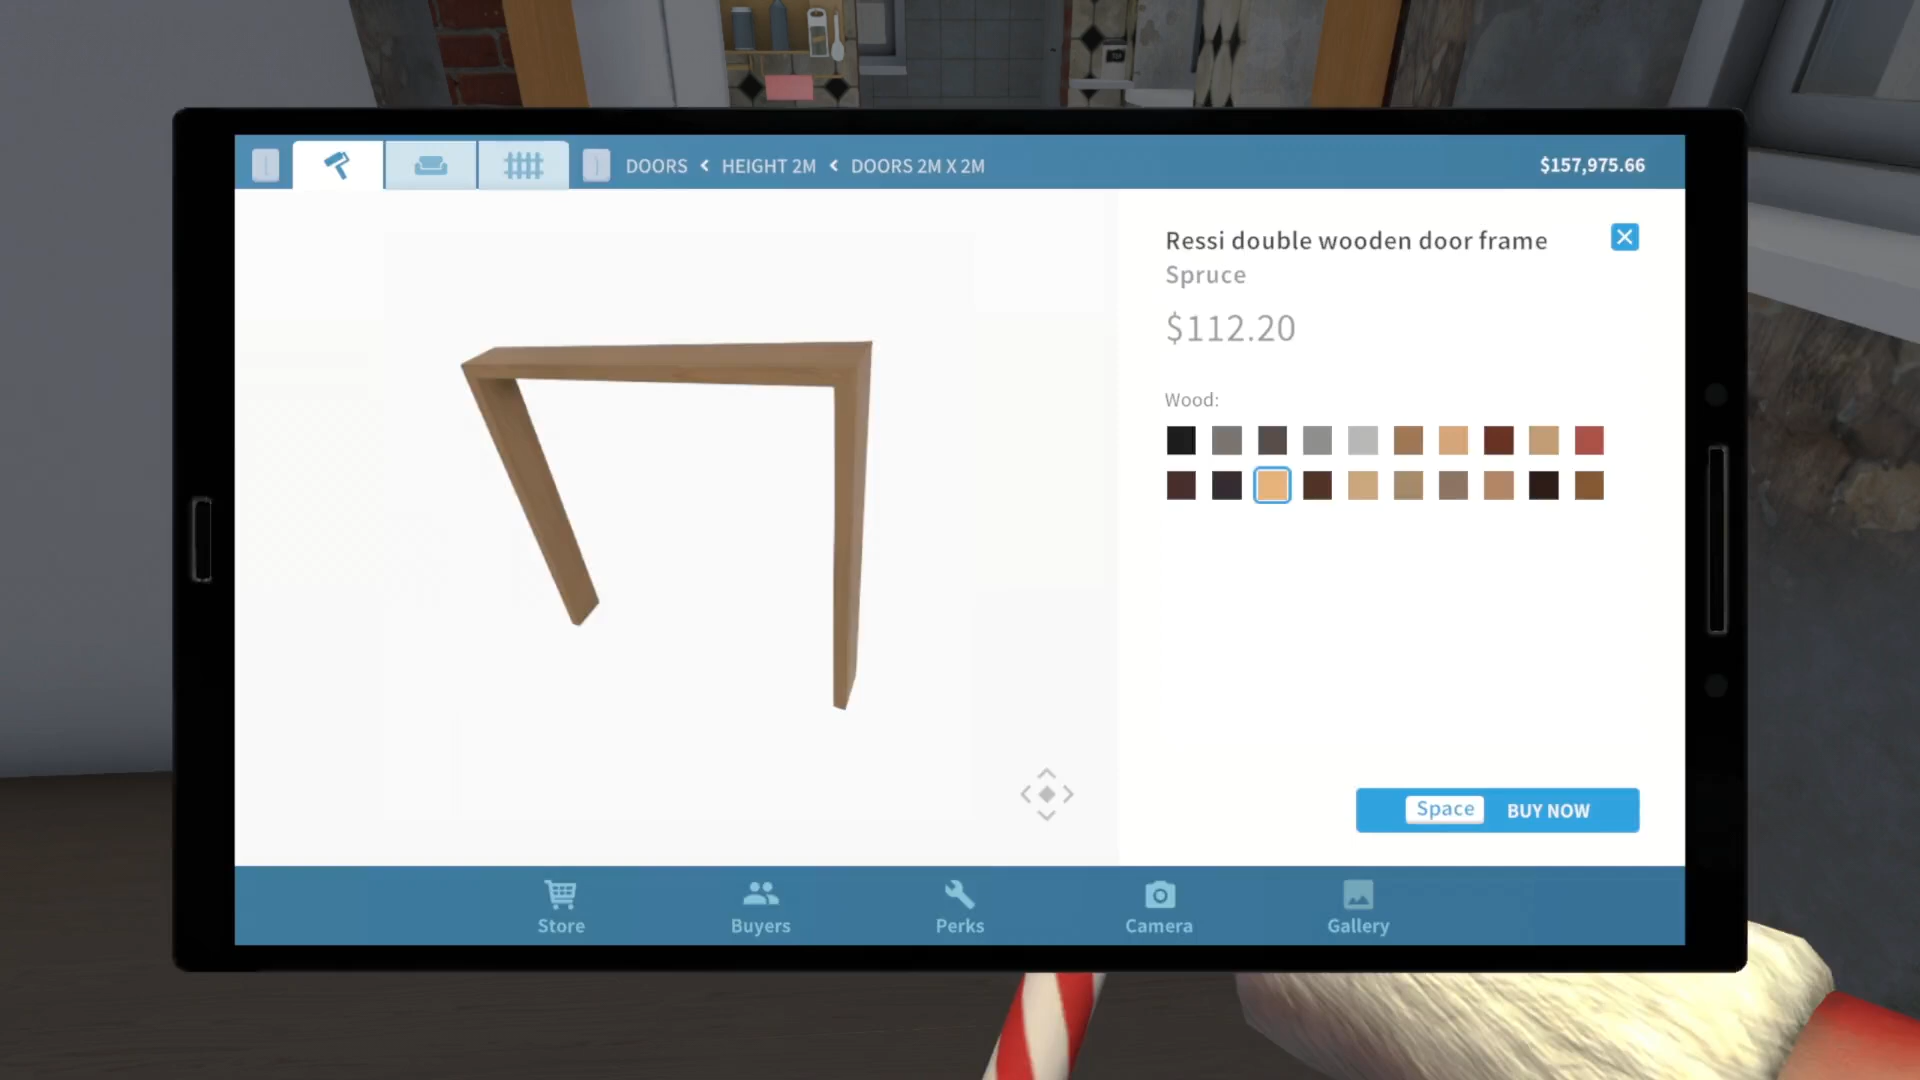 DOORS < HEIGHT 2M < DOORS 2M X 2M
$157,975.66
Ressi double wooden door frame
Spruce
$112.20
Wood:
Space BUY NOW
Store Buyers Perks Camera Gallery